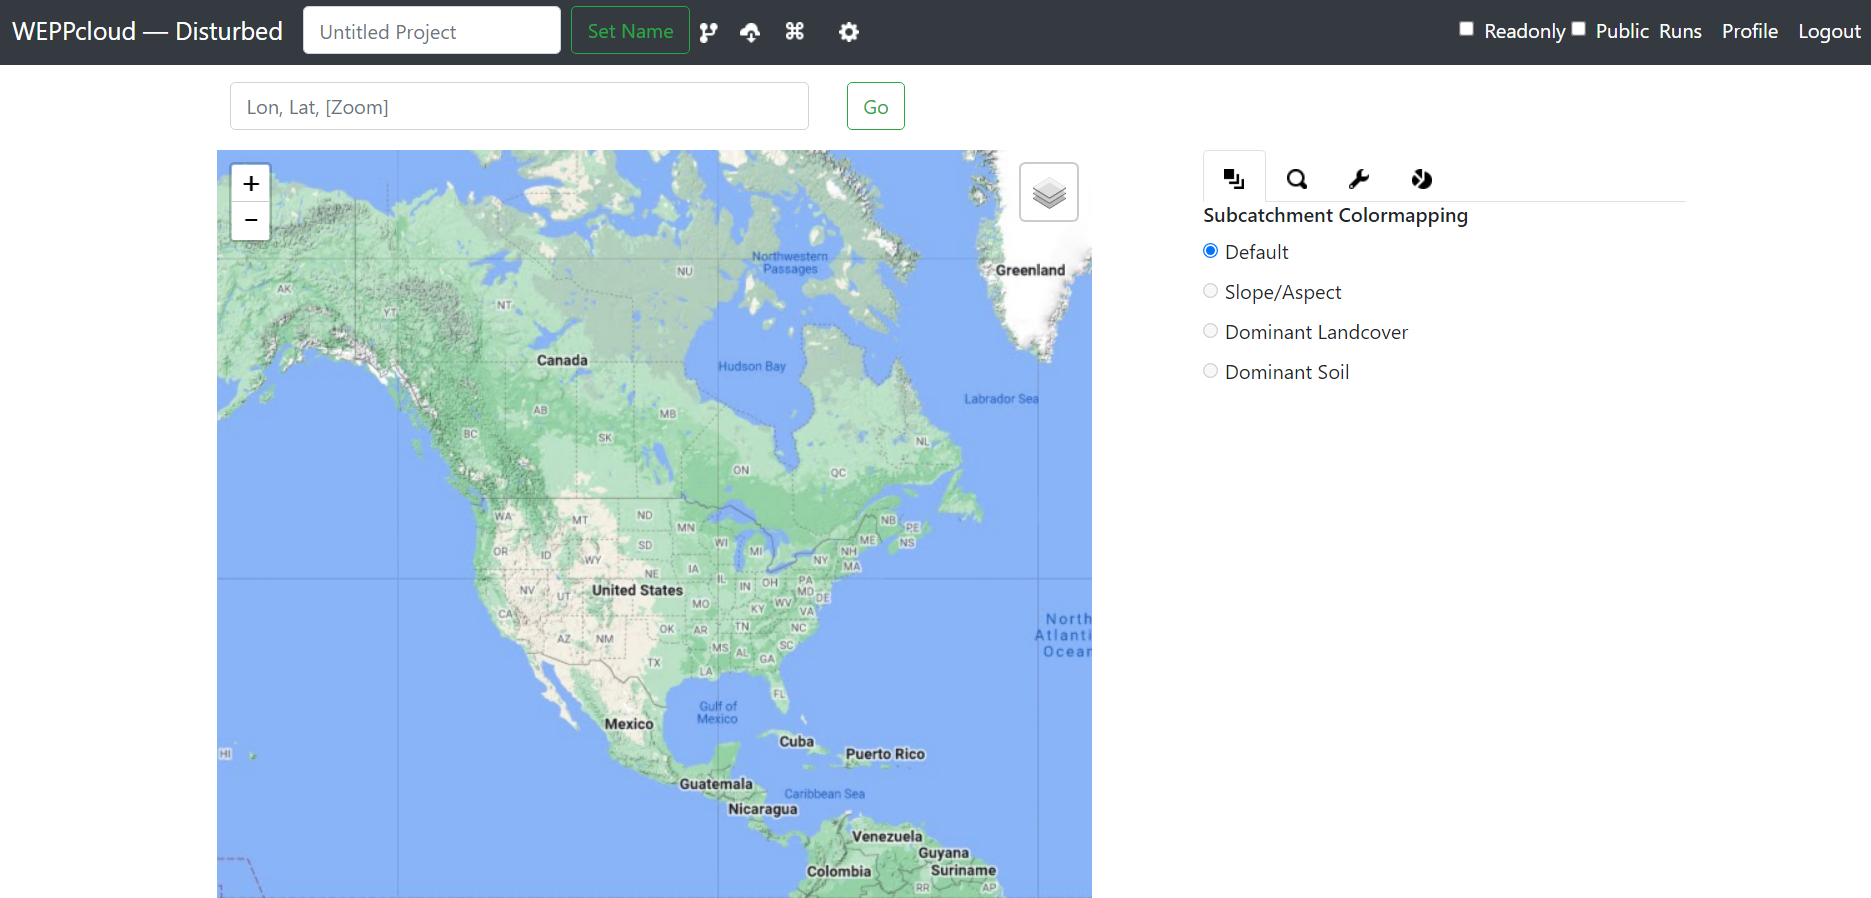 WEPPcloud — Disturbed
Untitled Project
Set Name
Readonly
Public
Runs
Profile
Logout
Lon, Lat, [Zoom]
Go
+
−
Subcatchment Colormapping
Default
Slope/Aspect
Dominant Landcover
Dominant Soil
Northwestern
Passages
NU
Greenland
AK
NT
YT
Canada
Hudson Bay
Labrador Sea
AB
MB
BC
SK
NL
ON
QC
WA
MT
ND
MN
NB
PE
OR
ID
SD
WI
MI
ME
NS
NH
WY
NY
MA
NE
IA
NV
UT
United States
IL
IN
OH
PA
MD
DE
CA
MO
KY
WV
VA
AZ
NM
OK
AR
TN
NC
North
Atlanti
Ocean
TX
MS
AL
GA
SC
LA
FL
Gulf of
Mexico
Mexico
Cuba
Puerto Rico
HI
Guatemala
Caribbean Sea
Nicaragua
Venezuela
Guyana
Colombia
Suriname
RR
AP